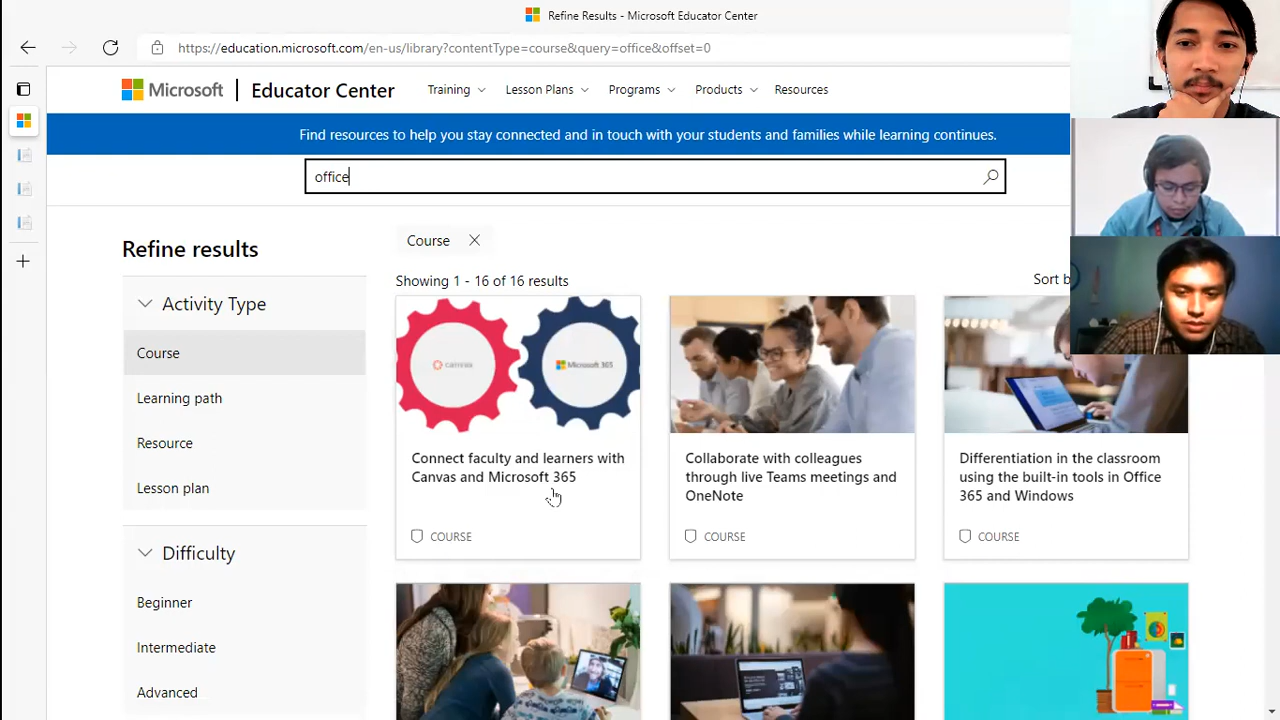 Refine Results - Microsoft Educator Center
https://education.microsoft.com/en-us/library?contentType=course&query=office&offset=0
Microsoft | Educator Center Training Lesson Plans Programs Products Resources
Find resources to help you stay connected and in touch with your students and families while learning continues.
office
Refine results
Activity Type
Course
Learning path
Resource
Lesson plan
Difficulty
Beginner
Intermediate
Advanced
Course
Showing 1 - 16 of 16 results
Sort b
canvas
Microsoft 365
Connect faculty and learners with
Canvas and Microsoft 365
COURSE
Collaborate with colleagues
through live Teams meetings and
OneNote
COURSE
Differentiation in the classroom
using the built-in tools in Office
365 and Windows
COURSE